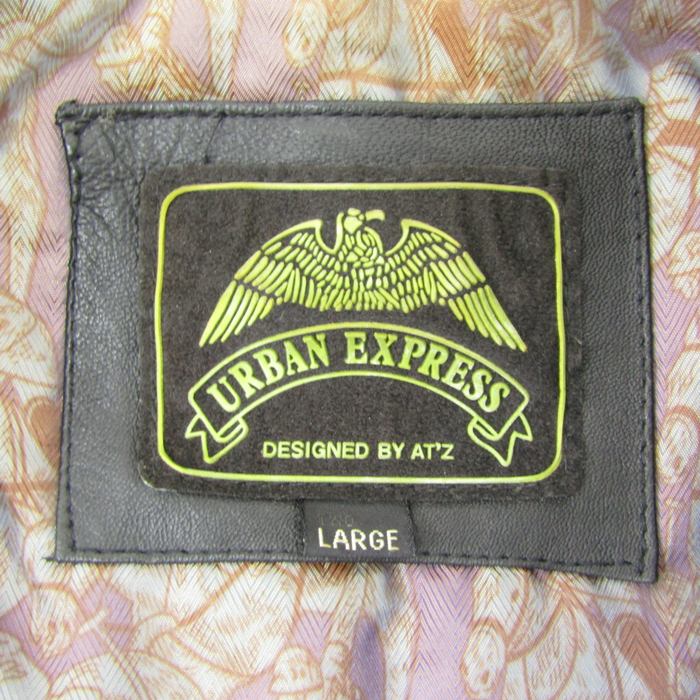 URBAN EXPRESS
DESIGNED BY AT'Z
LARGE